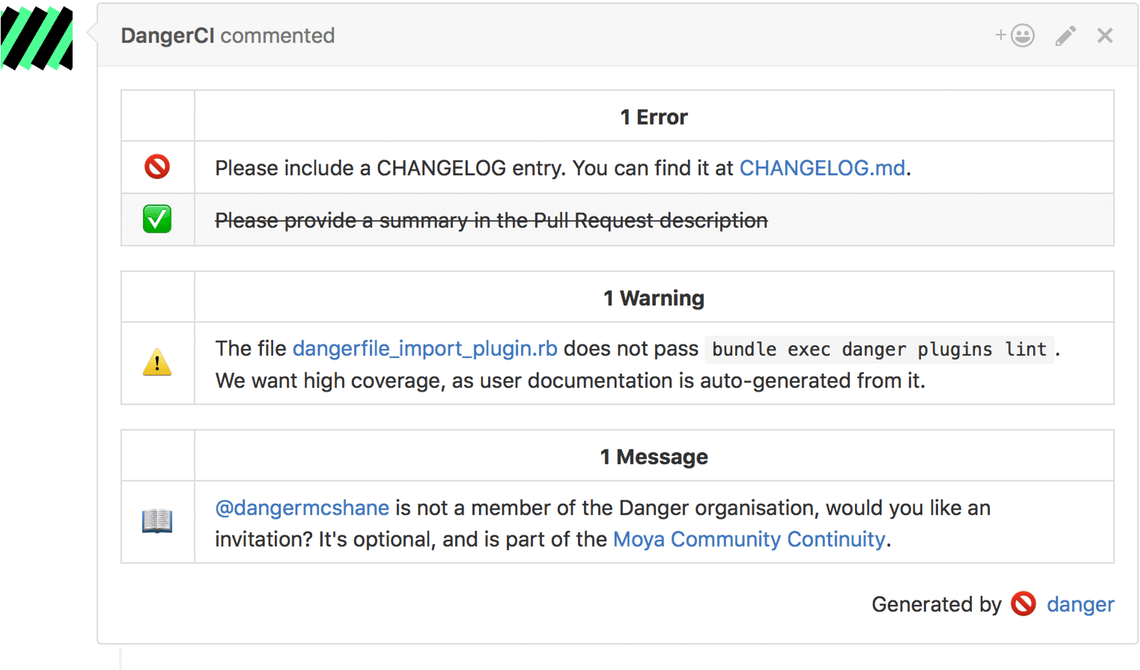 DangerCI commented
1 Error
Please include a CHANGELOG entry. You can find it at CHANGELOG.md.
Please provide a summary in the Pull Request description
1 Warning
The file dangerfile_import_plugin.rb does not pass bundle exec danger plugins lint.
We want high coverage, as user documentation is auto-generated from it.
1 Message
@dangermcshane is not a member of the Danger organisation, would you like an
invitation? It's optional, and is part of the Moya Community Continuity.
Generated by danger